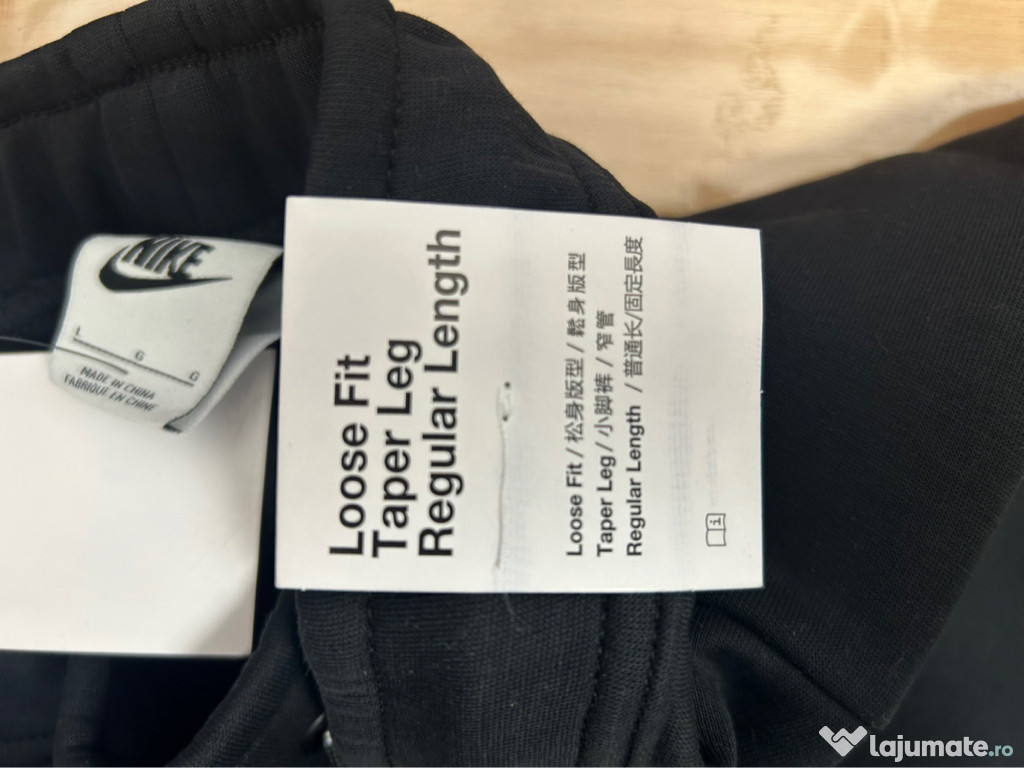 NIKE
L
G
G
MADE IN CHINA
FABRIQUE EN CHINE
Loose Fit
Taper Leg
Regular Length
Loose Fit / 松身版型 / 鬆身版型
Taper Leg / 小脚裤 / 窄管
Regular Length / 普通长/固定長度
lajumate.ro